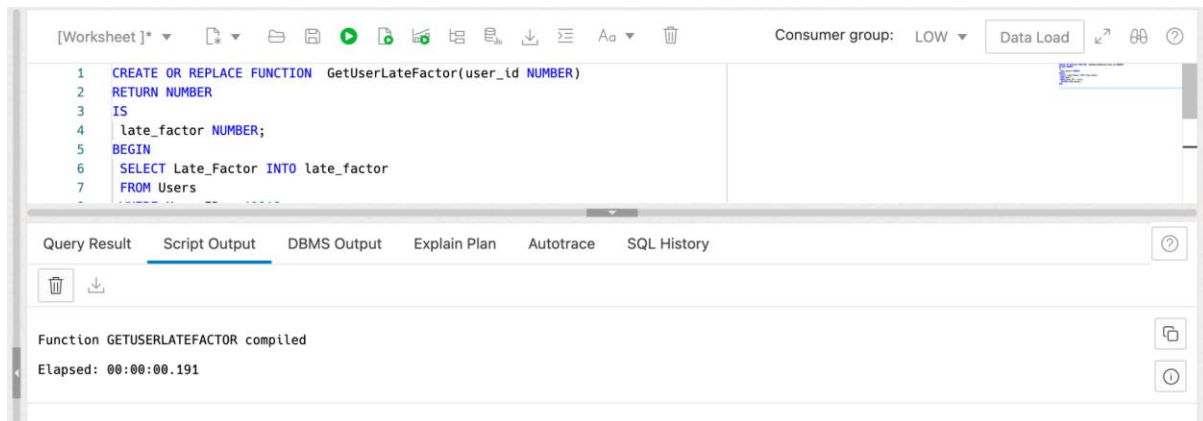 [Worksheet ]* Aa Consumer group: LOW Data Load
1 CREATE OR REPLACE FUNCTION GetUserLateFactor(user_id NUMBER)
2 RETURN NUMBER
3 IS
4 late_factor NUMBER;
5 BEGIN
6 SELECT Late_Factor INTO late_factor
7 FROM Users
Query Result Script Output DBMS Output Explain Plan Autotrace SQL History
Function GETUSERLATEFACTOR compiled
Elapsed: 00:00:00.191